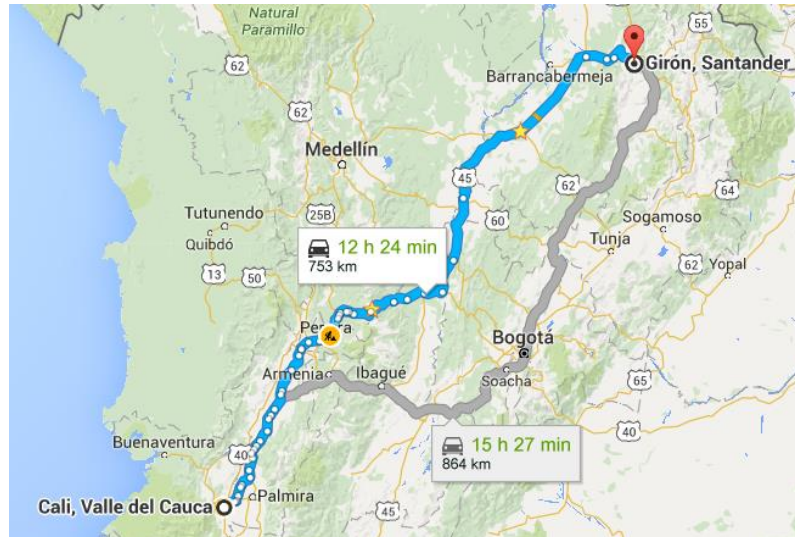 Natural
Paramillo
55
62
Barrancabermeja
Girón, Santander
62
Medellín
45
62
64
25B
60
Tutunendo
Quibdó
Sogamoso
Tunja
12 h 24 min
753 km
62
Yopal
13
50
Bogotá
Armenia
Ibagué
Soacha
65
Buenaventura
40
15 h 27 min
864 km
40
Cali, Valle del Cauca
Palmira
45